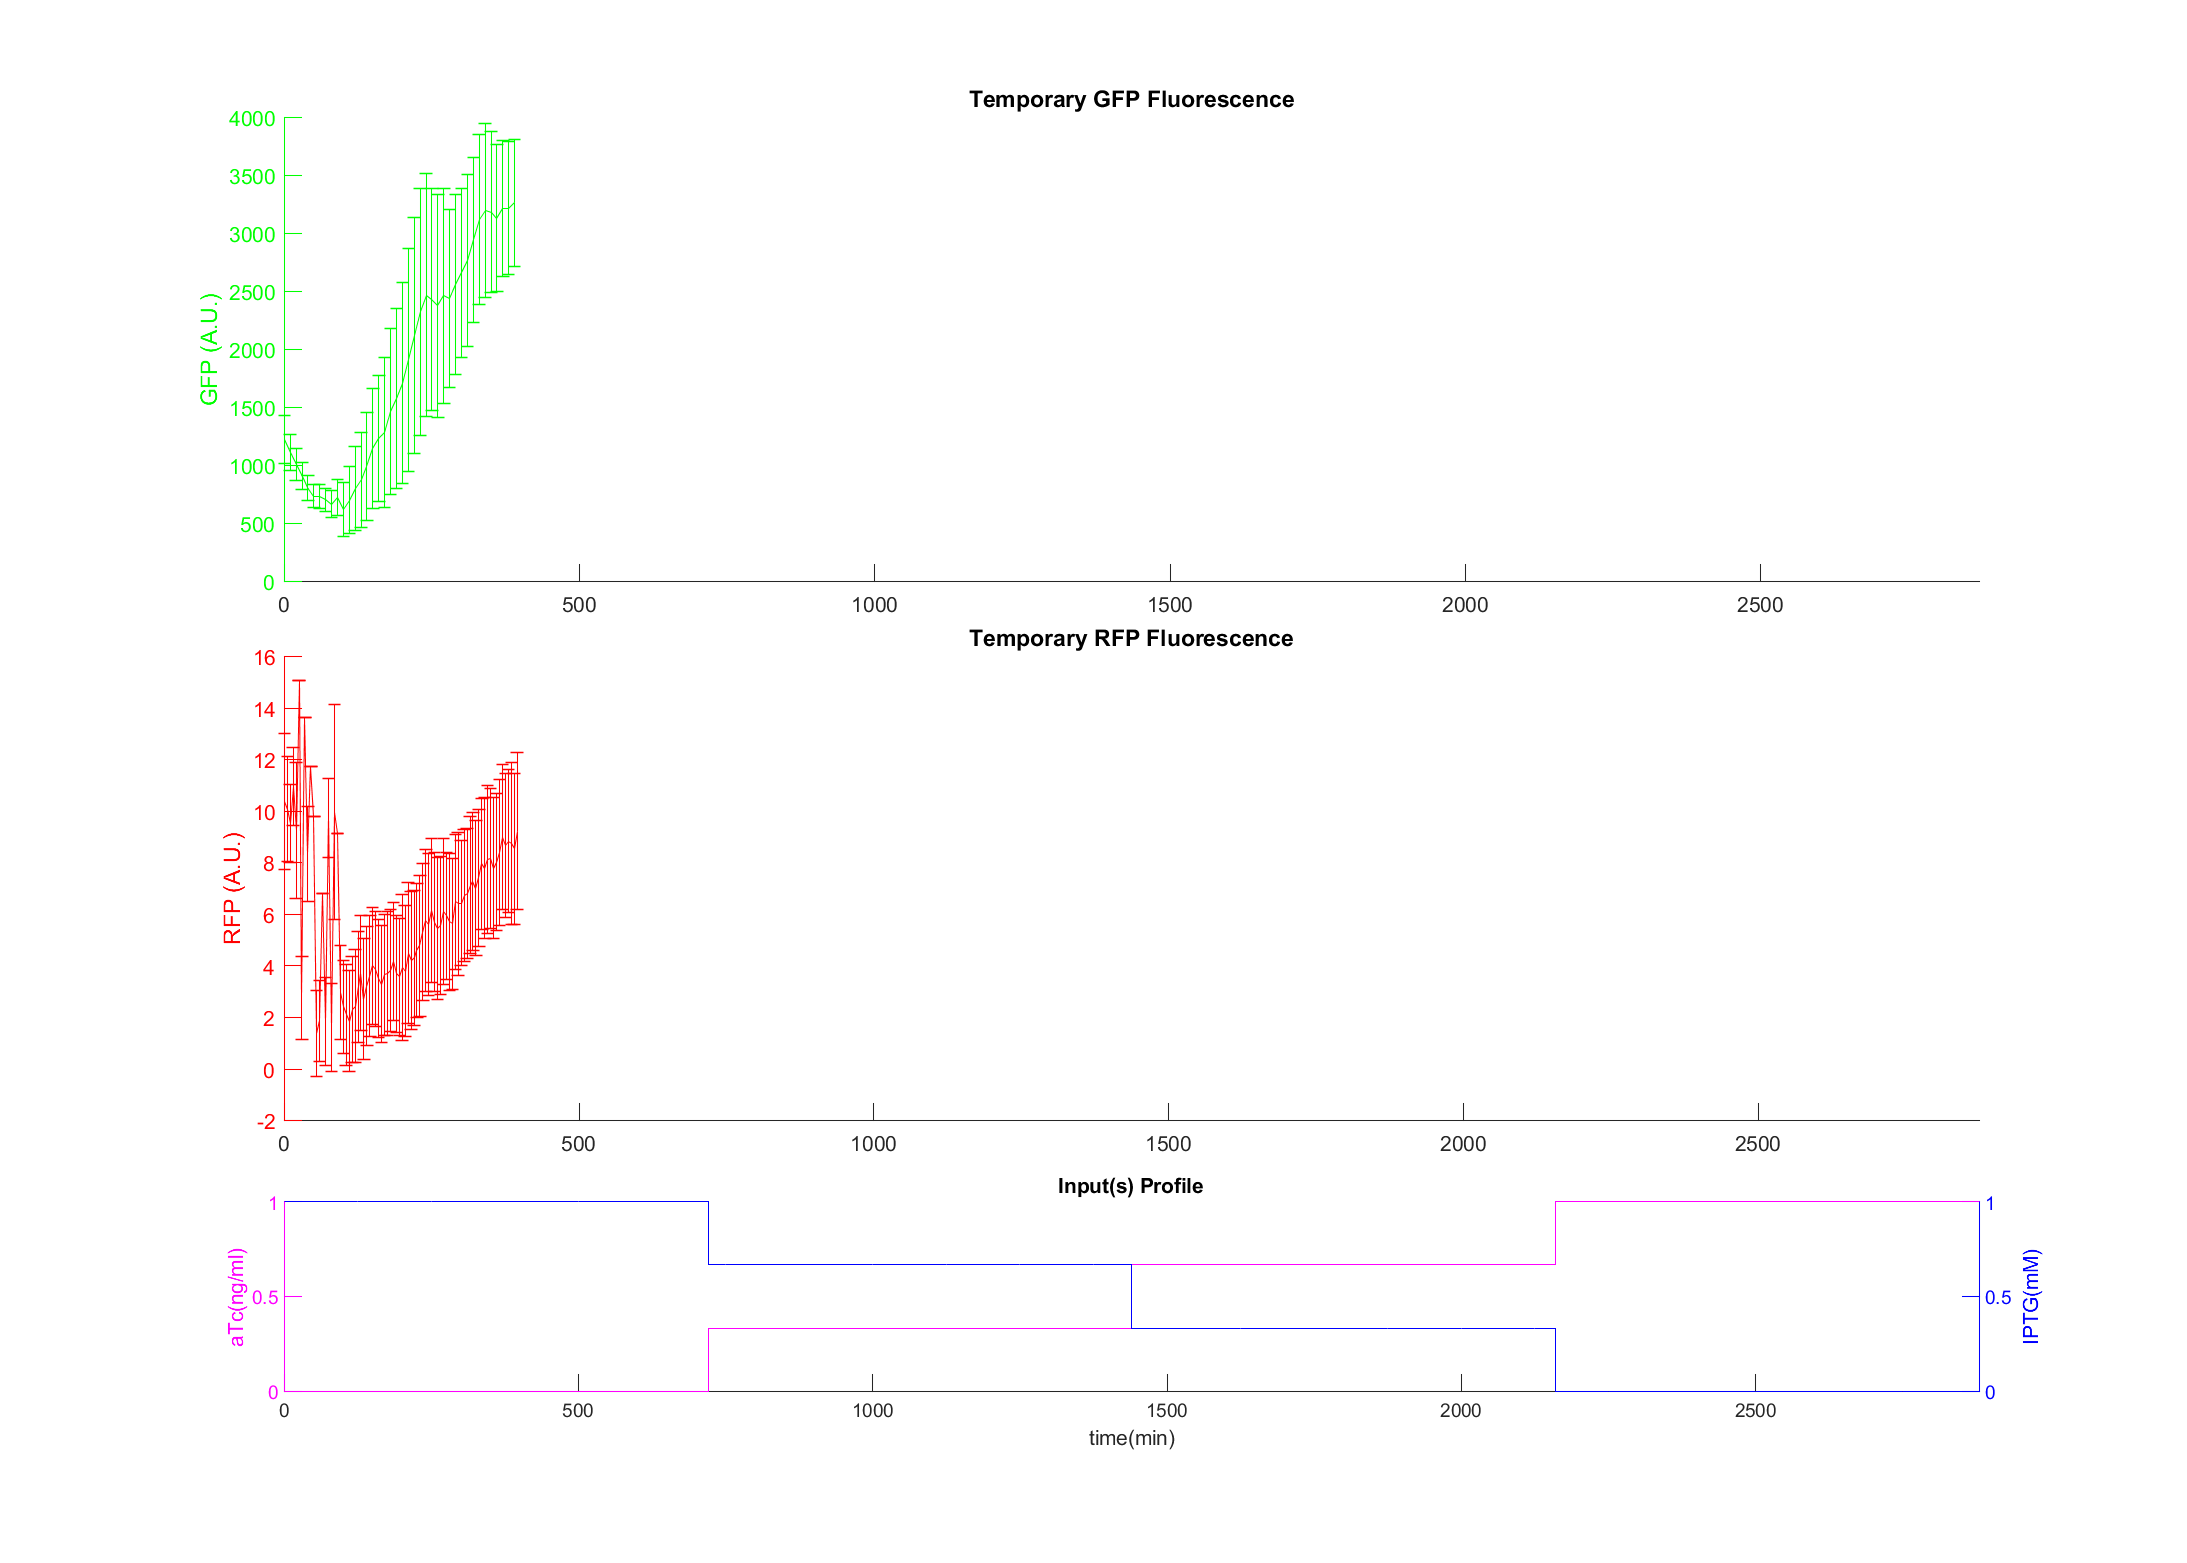 Temporary GFP Fluorescence
4000
3500
3000
2500
2000
1500
1000
500
0
GFP (A.U.)
0 500 1000 1500 2000 2500
Temporary RFP Fluorescence
16
14
12
10
8
6
4
2
0
-2
RFP (A.U.)
0 500 1000 1500 2000 2500
Input(s) Profile
1
0.5
0
aTc(ng/ml)
1
0.5
0
IPTG(mM)
0 500 1000 1500 2000 2500
time(min)